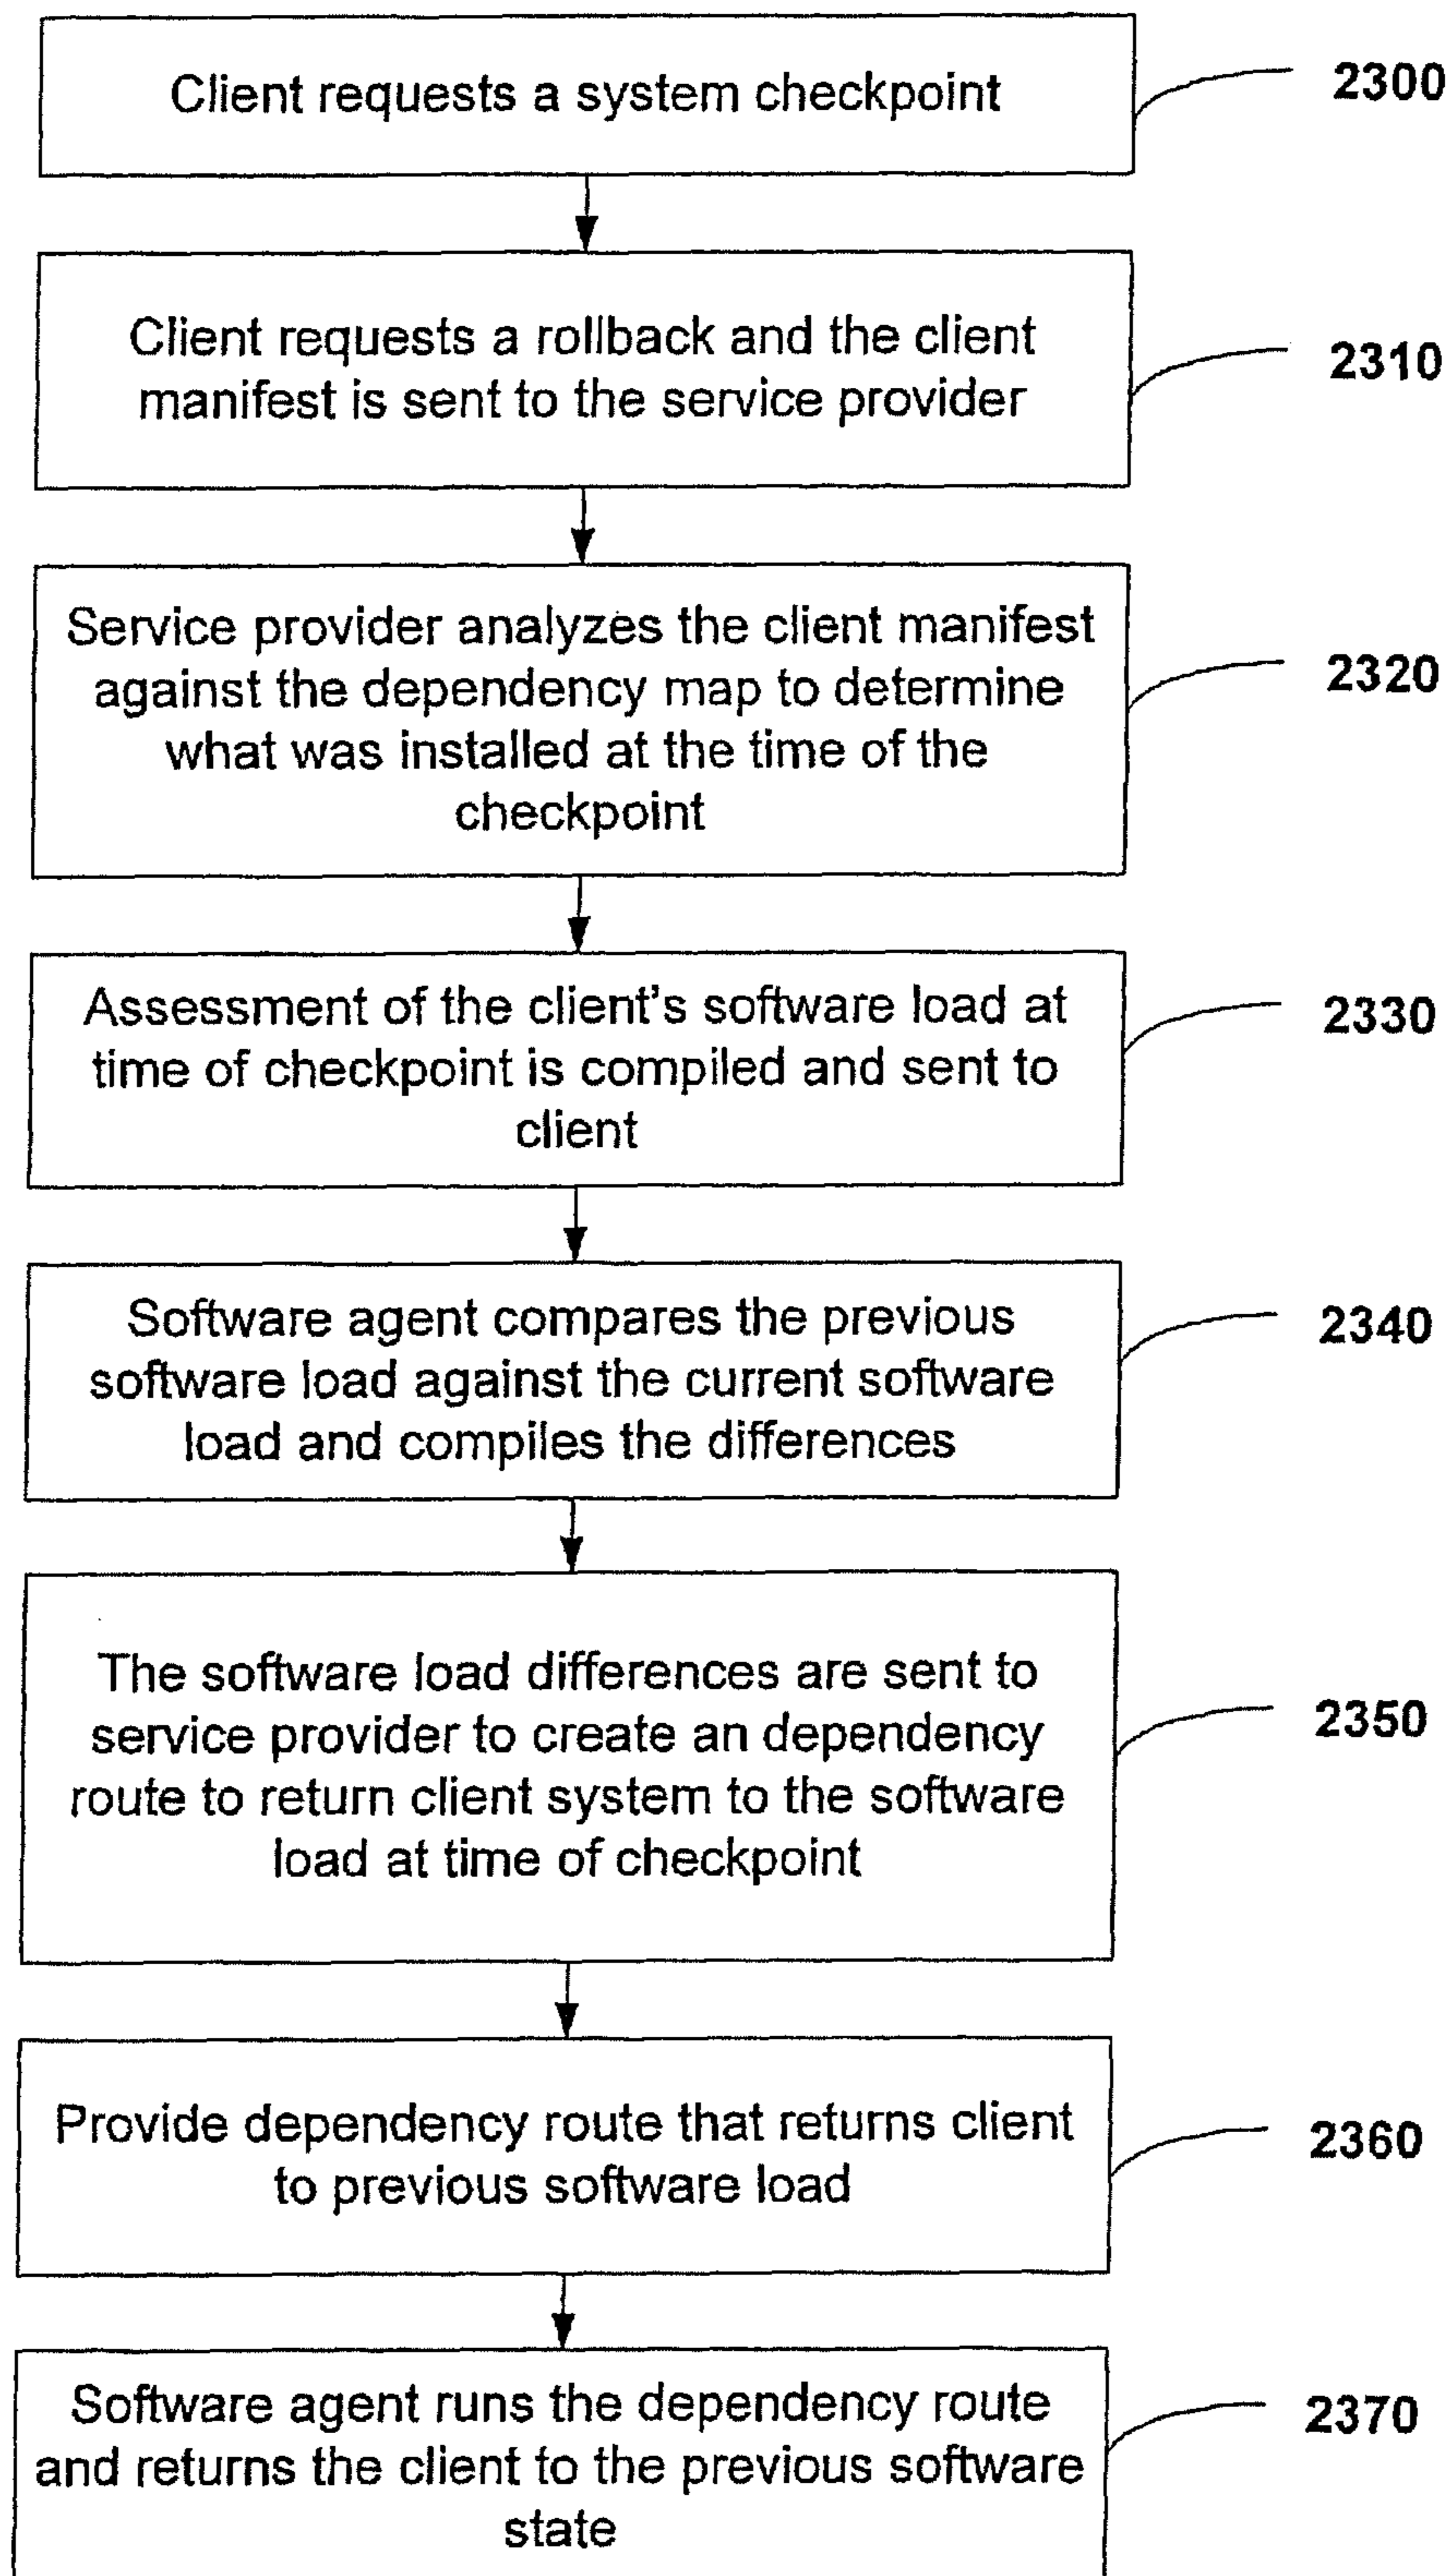 Client requests a system checkpoint
2300
Client requests a rollback and the client
manifest is sent to the service provider
2310
Service provider analyzes the client manifest
against the dependency map to determine
what was installed at the time of the
checkpoint
2320
Assessment of the client's software load at
time of checkpoint is compiled and sent to
client
2330
Software agent compares the previous
software load against the current software
load and compiles the differences
2340
The software load differences are sent to
service provider to create an dependency
route to return client system to the software
load at time of checkpoint
2350
Provide dependency route that returns client
to previous software load
2360
Software agent runs the dependency route
and returns the client to the previous software
state
2370